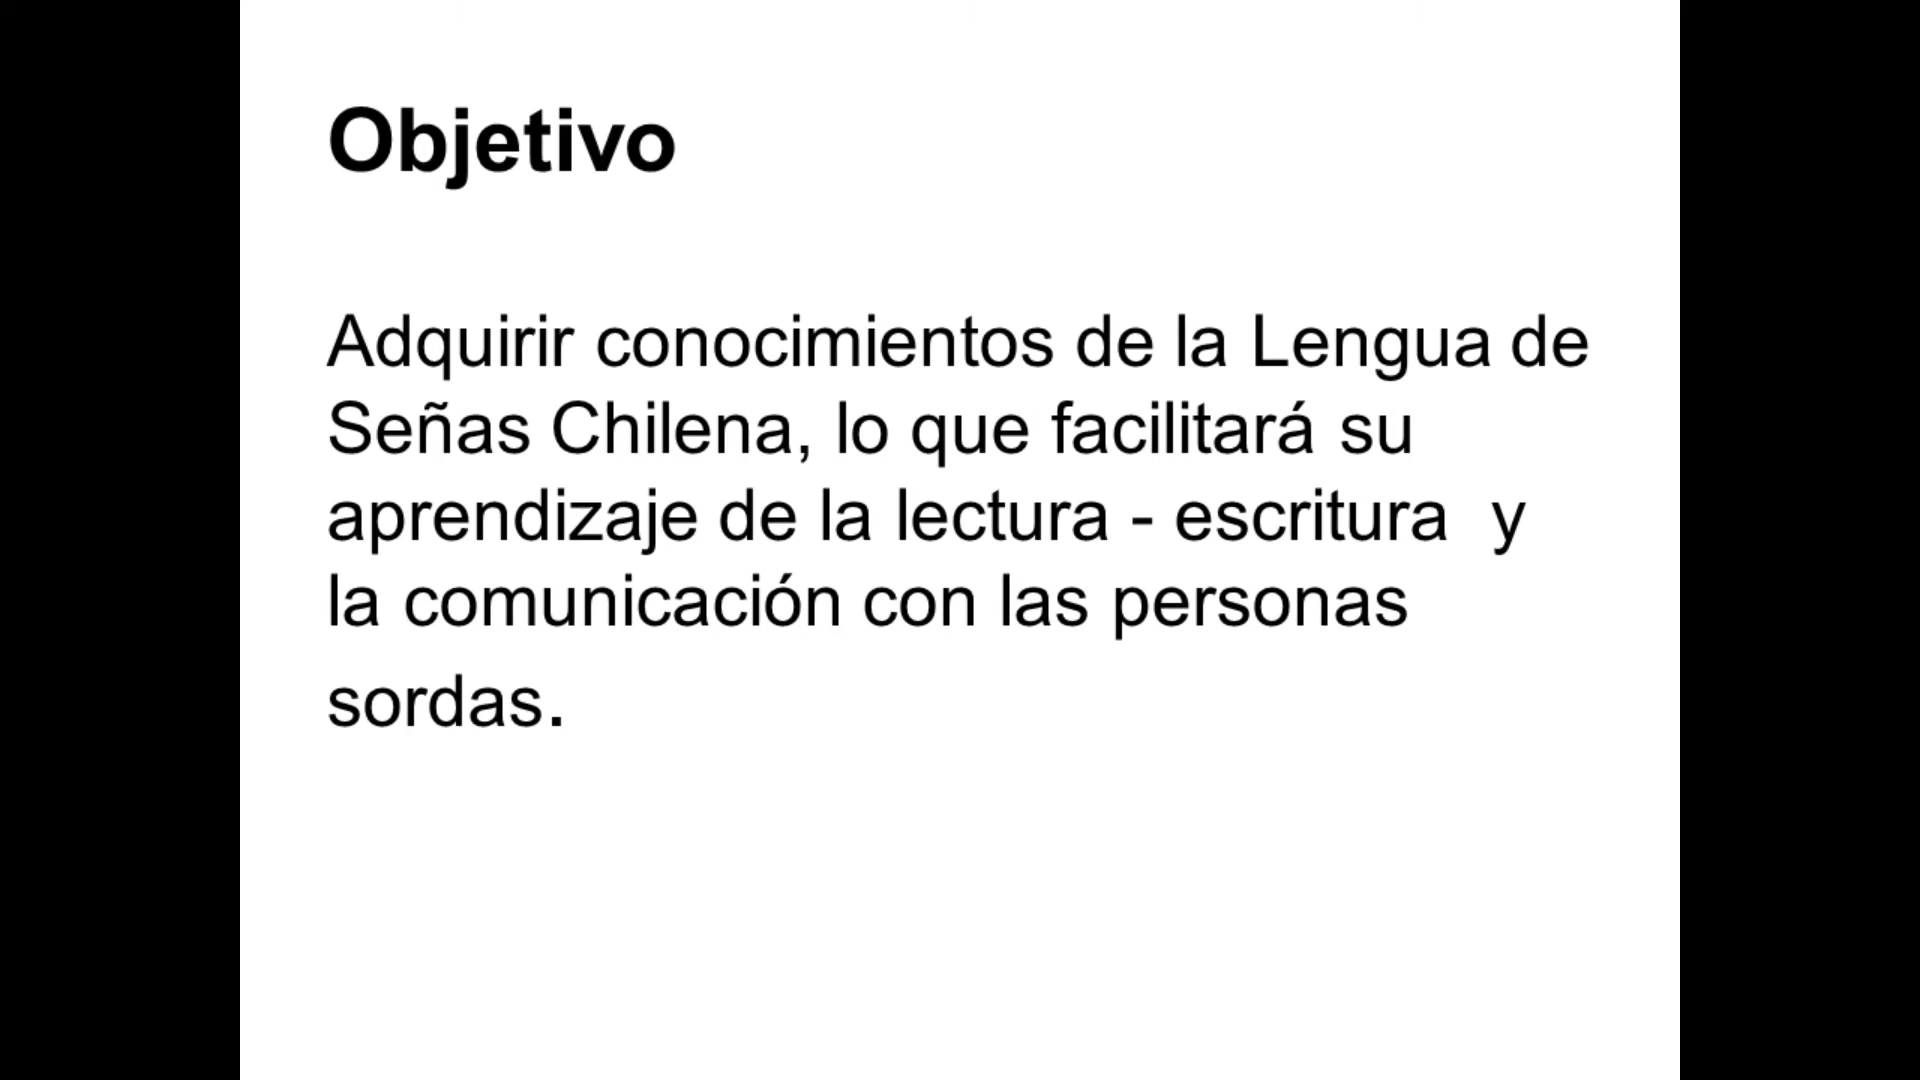 Objetivo
Adquirir conocimientos de la Lengua de
Señas Chilena, lo que facilitará su
aprendizaje de la lectura - escritura  y
la comunicación con las personas
sordas.